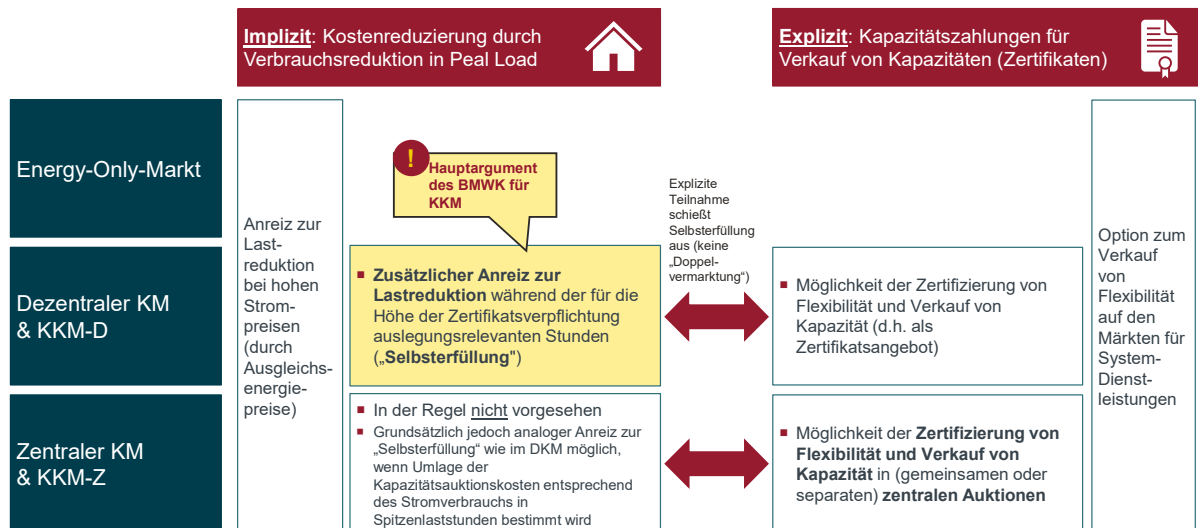 Implizit: Kostenreduzierung durch
Verbrauchsreduktion in Peal Load
Explizit: Kapazitätszahlungen für
Verkauf von Kapazitäten (Zertifikaten)
Energy-Only-Markt
Dezentraler KM
& KKM-D
Zentraler KM
& KKM-Z
Anreiz zur
Last-
reduktion
bei hohen
Strom-
preisen
(durch
Ausgleichs-
energie-
preise)
!
Hauptargument
des BMWK für
KKM
▪ Zusätzlicher Anreiz zur
Lastreduktion während der für die
Höhe der Zertifikatsverpflichtung
auslegungsrelevanten Stunden
(„Selbsterfüllung")
▪ In der Regel nicht vorgesehen
▪ Grundsätzlich jedoch analoger Anreiz zur
„Selbsterfüllung“ wie im DKM möglich,
wenn Umlage der
Kapazitätsauktionskosten entsprechend
des Stromverbrauchs in
Spitzenlaststunden bestimmt wird
Explizite
Teilnahme
schießt
Selbsterfüllung
aus (keine
„Doppel-
vermarktung“)
▪ Möglichkeit der Zertifizierung von
Flexibilität und Verkauf von
Kapazität (d.h. als
Zertifikatsangebot)
▪ Möglichkeit der Zertifizierung von
Flexibilität und Verkauf von
Kapazität in (gemeinsamen oder
separaten) zentralen Auktionen
Option zum
Verkauf
von
Flexibilität
auf den
Märkten für
System-
Dienst-
leistungen